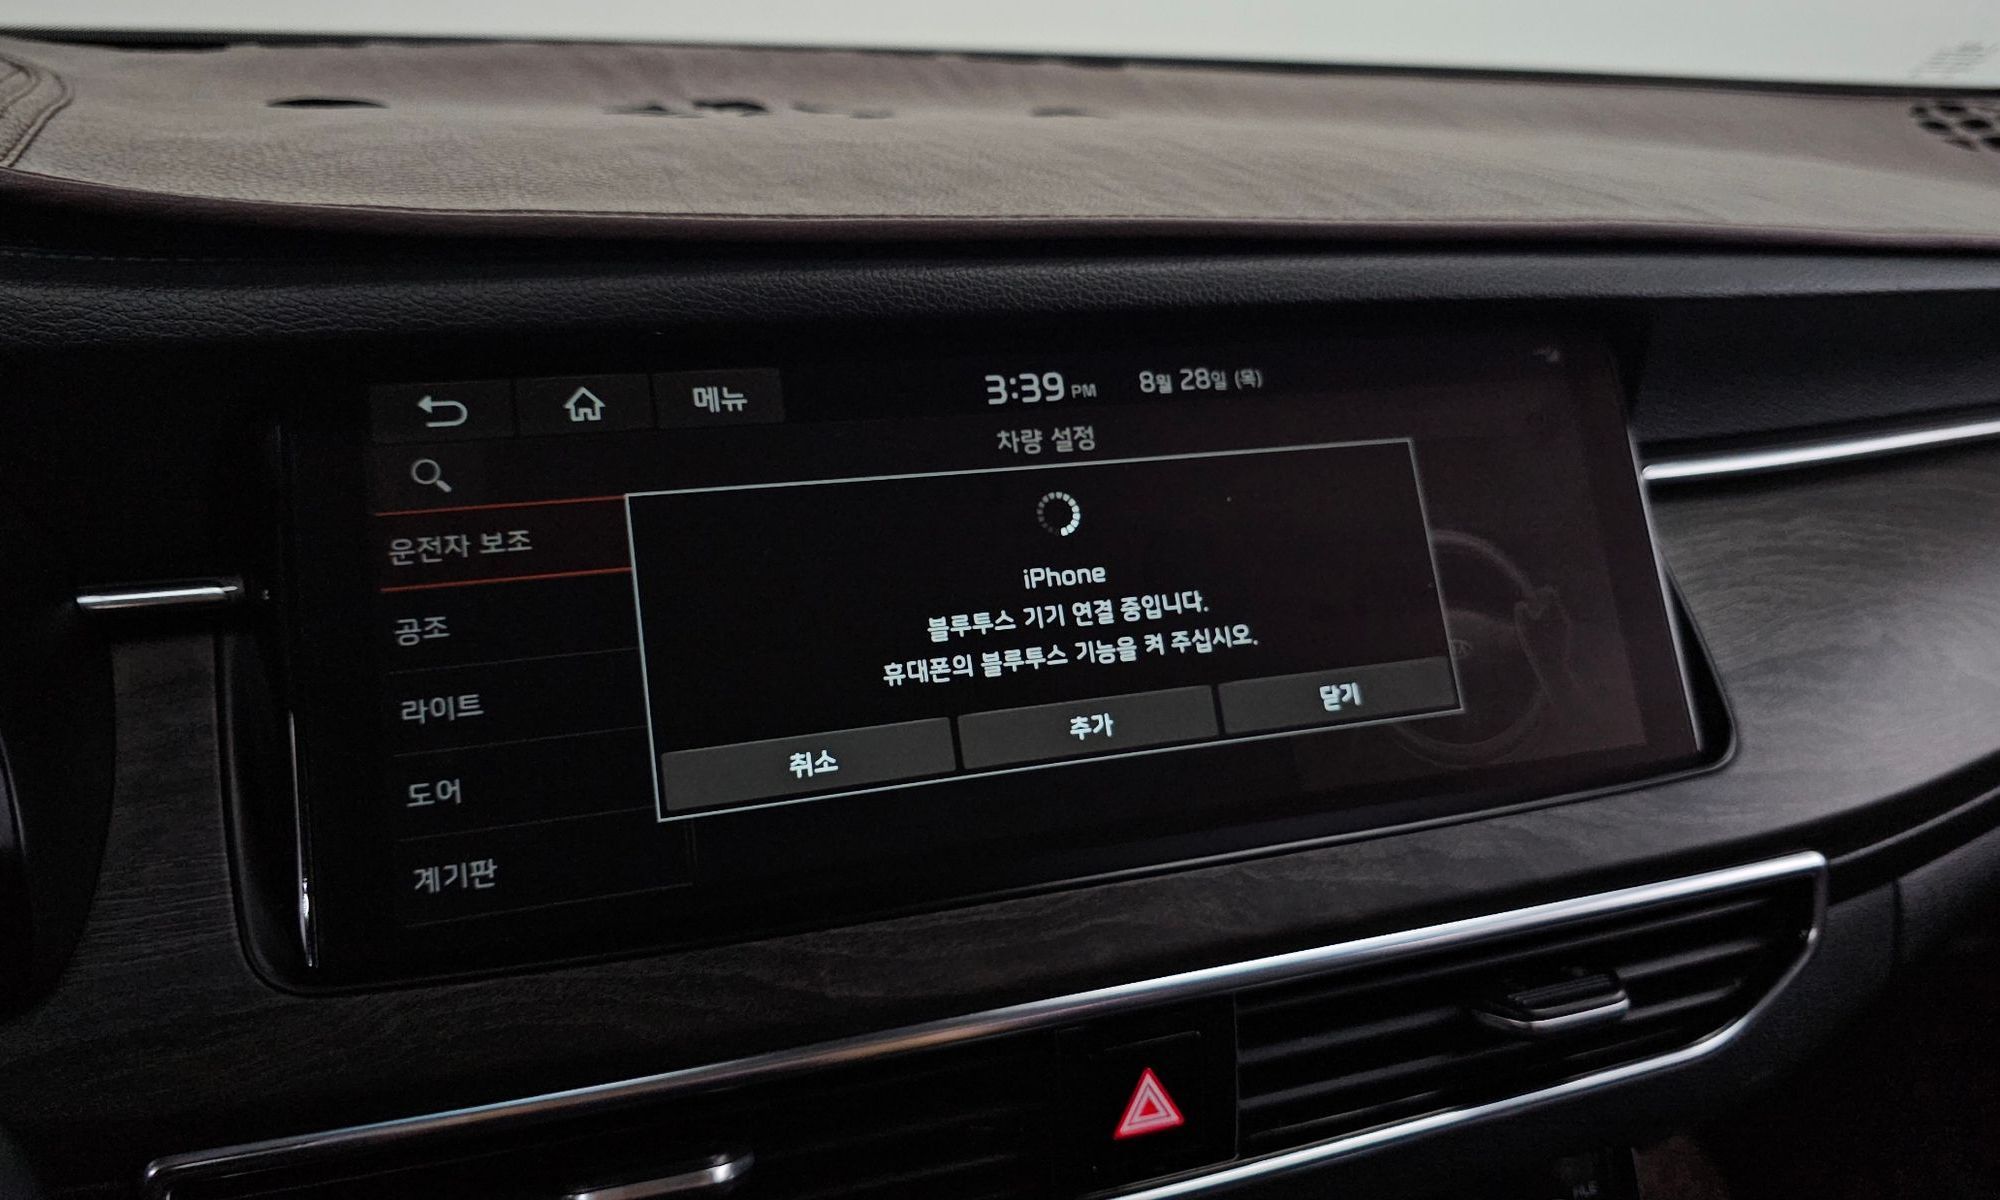 메뉴
3:39 PM 8월 28일 (목)
차량 설정
운전자 보조
공조
라이트
도어
계기판
iPhone
블루투스 기기 연결 중입니다.
휴대폰의 블루투스 기능을 켜 주십시오.
취소 추가 닫기